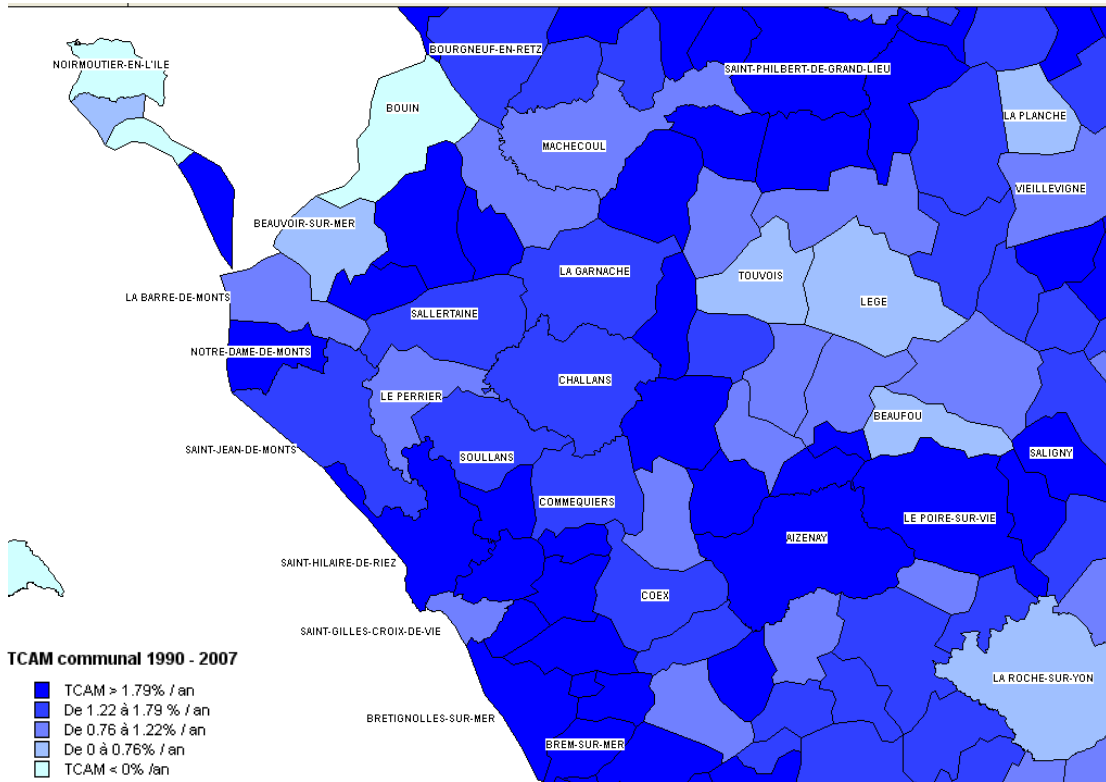 BOURGNEUF-EN-RETZ
NOIRMOUTIER-EN-L'ILE
SAINT-PHILBERT-DE-GRAND-LIEU
BOUIN
LA PLANCHE
MACHECOUL
VIEILLEVIGNE
BEAUVOIR-SUR-MER
LA GARNACHE
TOUVOIS
LA BARRE-DE-MONTS
LEGE
SALLERTAINE
NOTRE-DAME-DE-MONTS
CHALLANS
LE PERRIER
BEAUFOU
SAINT-JEAN-DE-MONTS
SALIGNY
SOULLANS
COMMEQUIERS
LE POIRE-SUR-VIE
AIZENAY
SAINT-HILAIRE-DE-RIEZ
COEX
SAINT-GILLES-CROIX-DE-VIE
LA ROCHE-SUR-YON
BRETIGNOLLES-SUR-MER
BREM-SUR-MER
TCAM communal 1990 - 2007
TCAM > 1.79% / an
De 1.22 à 1.79 % / an
De 0.76 à 1.22% / an
De 0 à 0.76% / an
TCAM < 0% /an